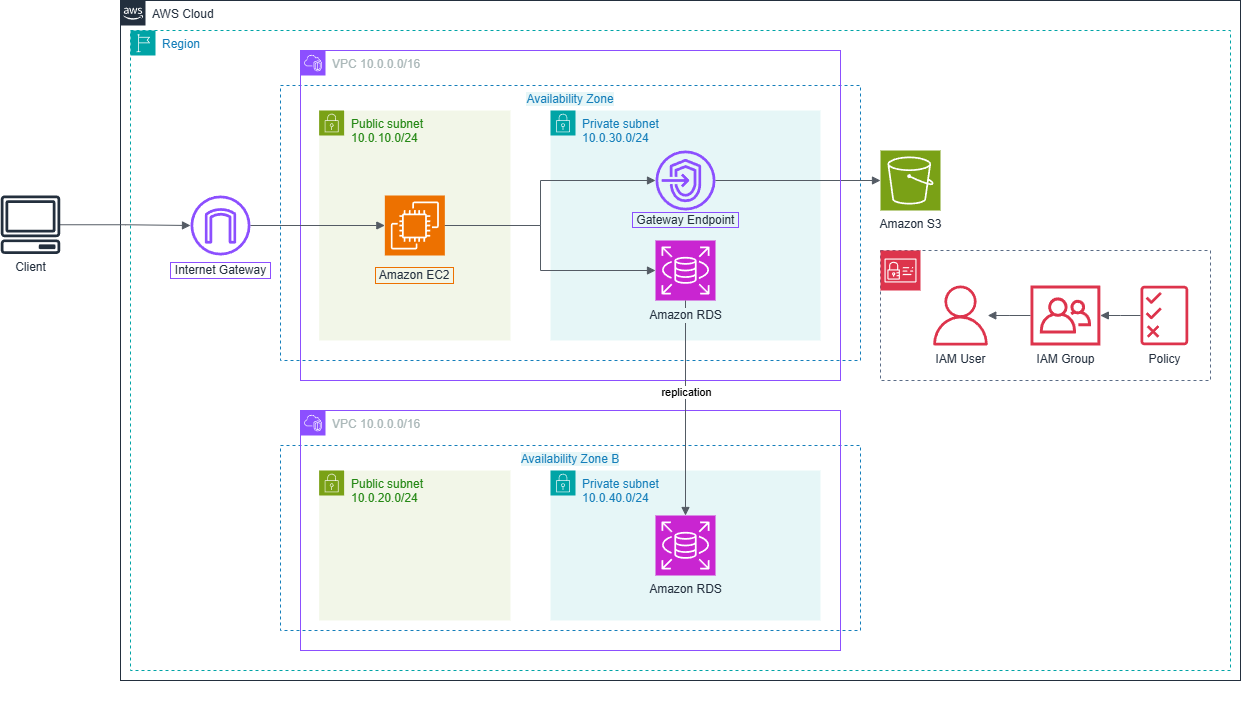 aws
AWS Cloud
Region
VPC 10.0.0.0/16
Availability Zone
Public subnet
10.0.10.0/24
Private subnet
10.0.30.0/24
Gateway Endpoint
Amazon S3
Client
Internet Gateway
Amazon EC2
Amazon RDS
IAM User
IAM Group
Policy
replication
VPC 10.0.0.0/16
Availability Zone B
Public subnet
10.0.20.0/24
Private subnet
10.0.40.0/24
Amazon RDS